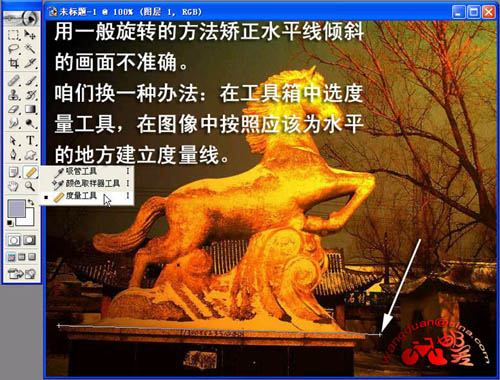 未标题-1 @ 100% (图层 1, RGB)
用一般旋转的方法矫正水平线倾斜
的画面不准确。
咱们换一种办法：在工具箱中选度
量工具，在图像中按照应该为水平
的地方建立度量线。
吸管工具 I
颜色取样器工具 I
度量工具 I